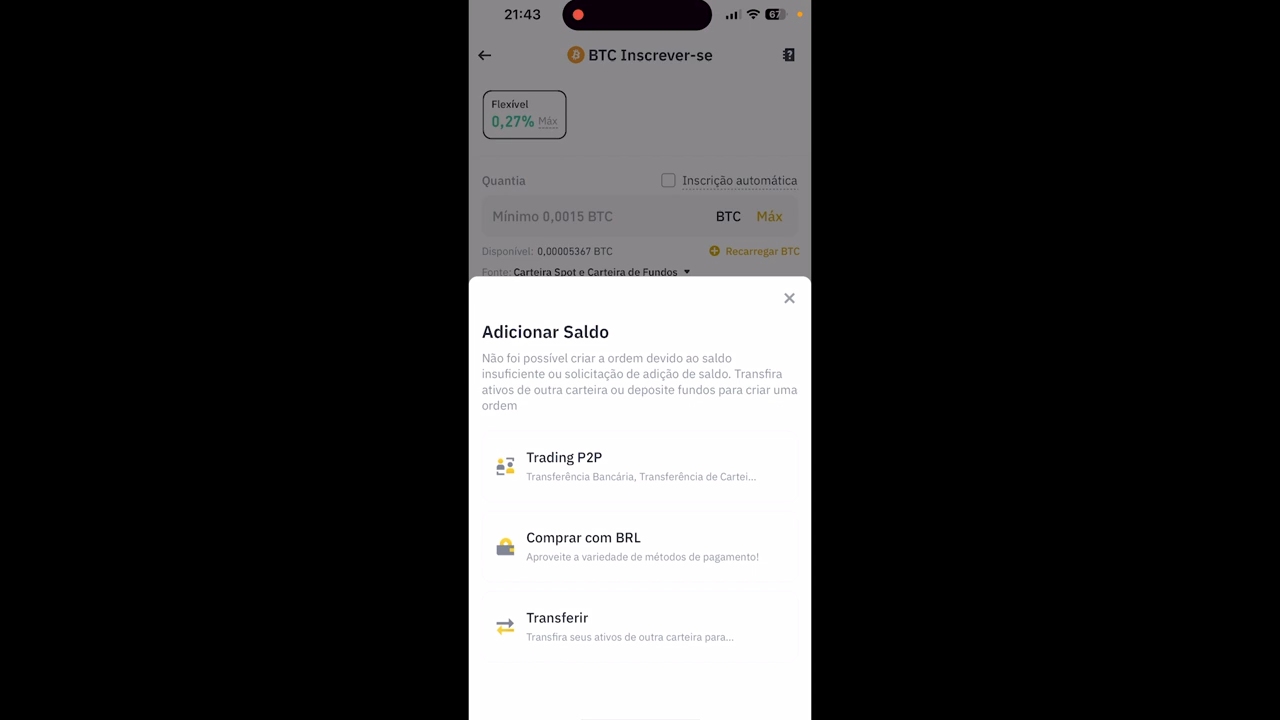 21:43
67
BTC Inscrever-se
Flexível
0,27% Máx
Quantia
Inscrição automática
Mínimo 0,0015 BTC
BTC Máx
Disponível: 0,00005367 BTC
Recarregar BTC
Fonte: Carteira Spot e Carteira de Fundos
Adicionar Saldo
Não foi possível criar a ordem devido ao saldo
insuficiente ou solicitação de adição de saldo. Transfira
ativos de outra carteira ou deposite fundos para criar uma
ordem
Trading P2P
Transferência Bancária, Transferência de Cartei...
Comprar com BRL
Aproveite a variedade de métodos de pagamento!
Transferir
Transfira seus ativos de outra carteira para...